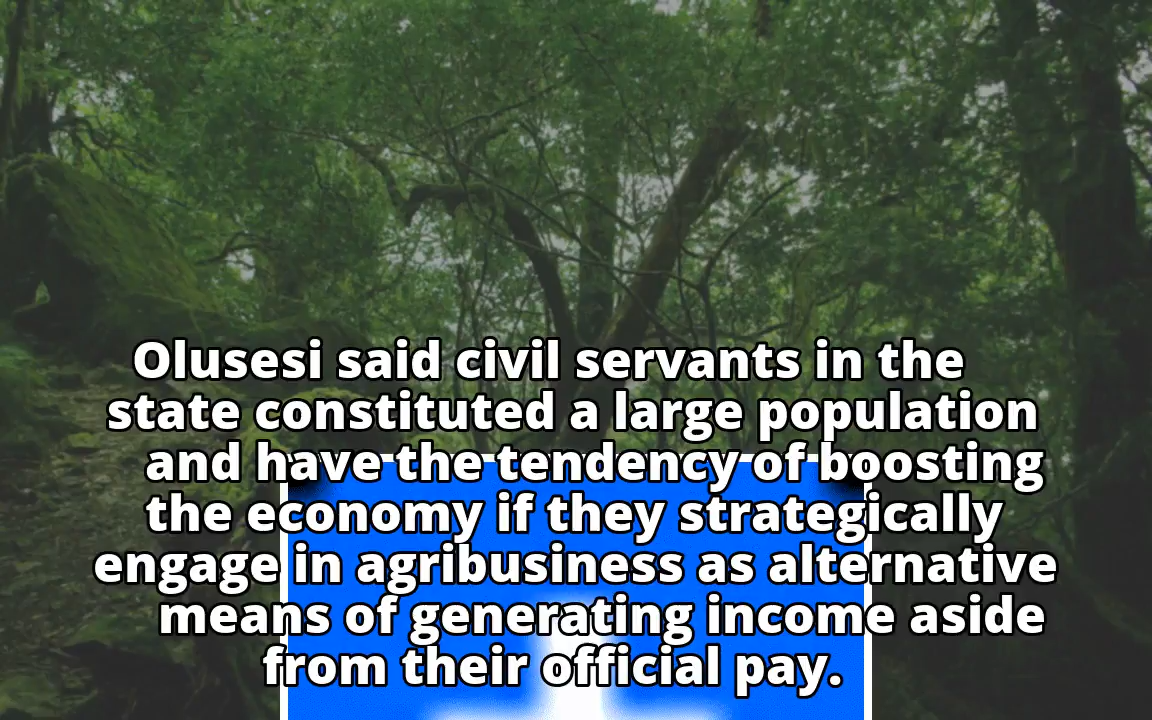 Olusesi said civil servants in the
state constituted a large population
and have the tendency of boosting
the economy if they strategically
engage in agribusiness as alternative
means of generating income aside
from their official pay.